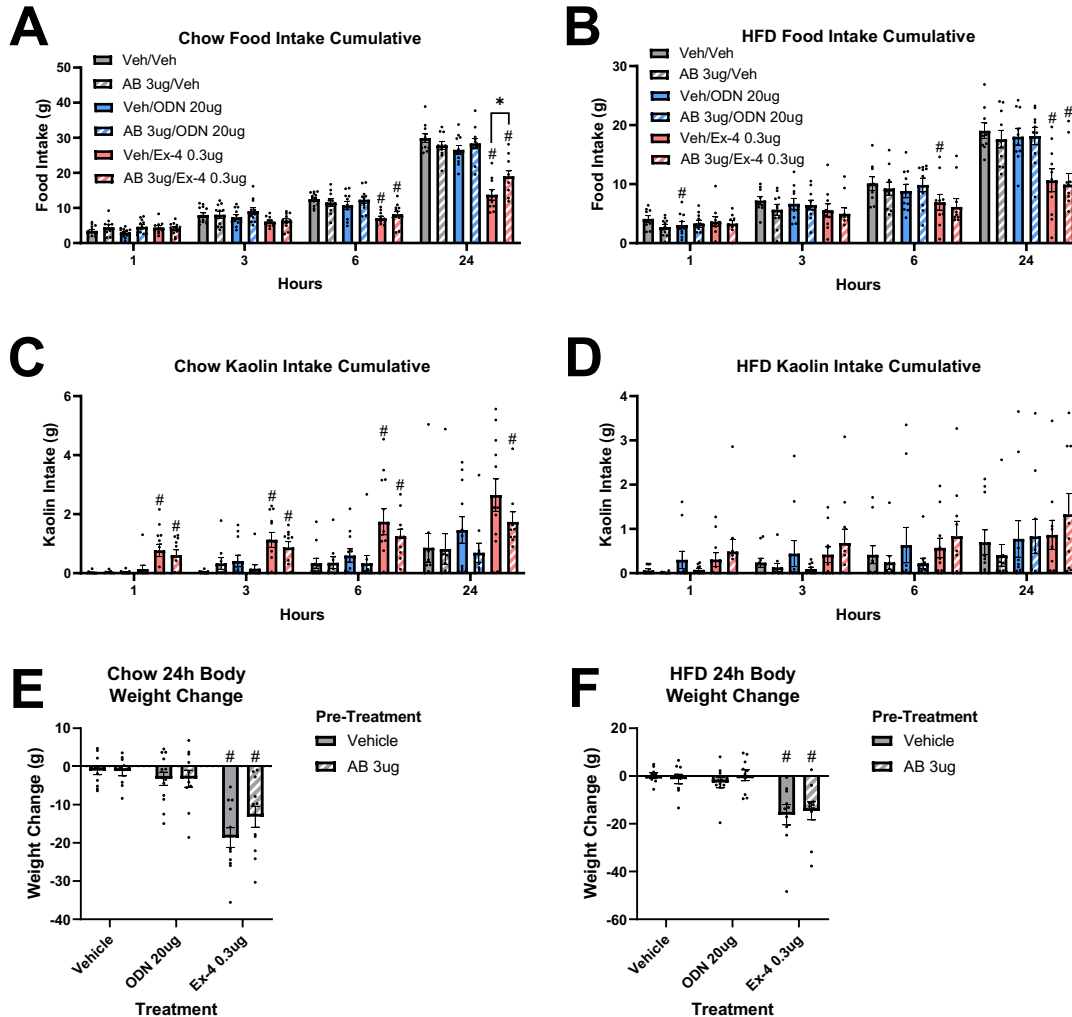 A
Chow Food Intake Cumulative
Veh/Veh
AB 3ug/Veh
Veh/ODN 20ug
AB 3ug/ODN 20ug
Veh/Ex-4 0.3ug
AB 3ug/Ex-4 0.3ug
Food Intake (g)
50
40
30
20
10
0
# # # # *
1 3 6 24
Hours
B
HFD Food Intake Cumulative
Veh/Veh
AB 3ug/Veh
Veh/ODN 20ug
AB 3ug/ODN 20ug
Veh/Ex-4 0.3ug
AB 3ug/Ex-4 0.3ug
Food Intake (g)
30
20
10
0
# # # #
1 3 6 24
Hours
C
Chow Kaolin Intake Cumulative
Kaolin Intake (g)
6
4
2
0
# # # # # # #
1 3 6 24
Hours
D
HFD Kaolin Intake Cumulative
Kaolin Intake (g)
4
3
2
1
0
1 3 6 24
Hours
E
Chow 24h Body
Weight Change
Weight Change (g)
10
0
-10
-20
-30
-40
# #
Vehicle
ODN 20ug
Ex-4 0.3ug
Treatment
Pre-Treatment
Vehicle
AB 3ug
F
HFD 24h Body
Weight Change
Weight Change (g)
20
0
-20
-40
-60
# #
Vehicle
ODN 20ug
Ex-4 0.3ug
Treatment
Pre-Treatment
Vehicle
AB 3ug